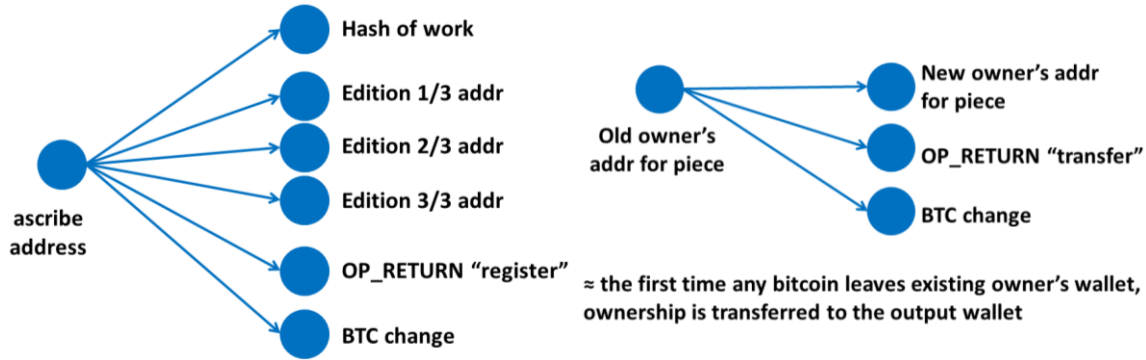 Hash of work
Edition 1/3 addr
Edition 2/3 addr
Edition 3/3 addr
ascribe
address
OP_RETURN “register”
BTC change
New owner’s addr
for piece
Old owner’s
addr for piece
OP_RETURN “transfer”
BTC change
≈ the first time any bitcoin leaves existing owner’s wallet,
ownership is transferred to the output wallet